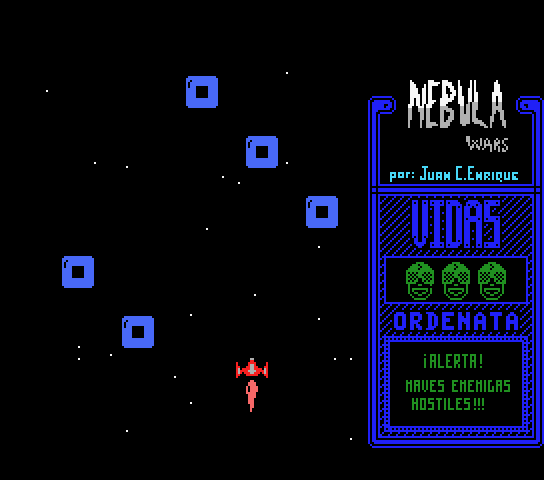 NEBULA
WARS
por: JUAN C.ENRIQUE
VIDAS
ORDENATA
¡ALERTA!
NAVES ENEMIGAS
HOSTILES!!!